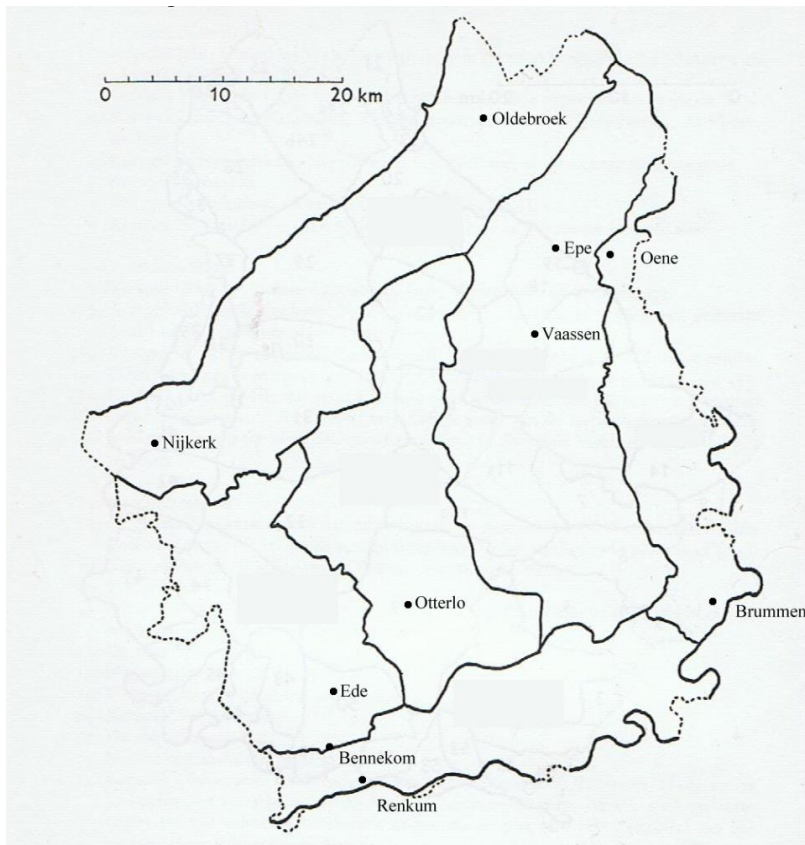 0 10 20 km
Oldebroek
Epe
Oene
Vaassen
Nijkerk
Otterlo
Brummen
Ede
Bennekom
Renkum